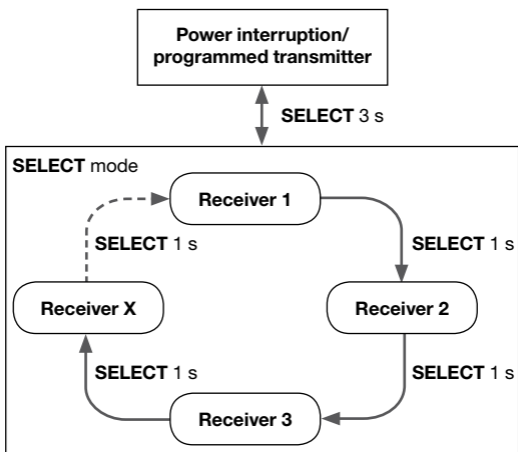 Power interruption/
programmed transmitter
SELECT 3 s
SELECT mode
Receiver 1
SELECT 1 s
SELECT 1 s
Receiver X
Receiver 2
SELECT 1 s
SELECT 1 s
Receiver 3